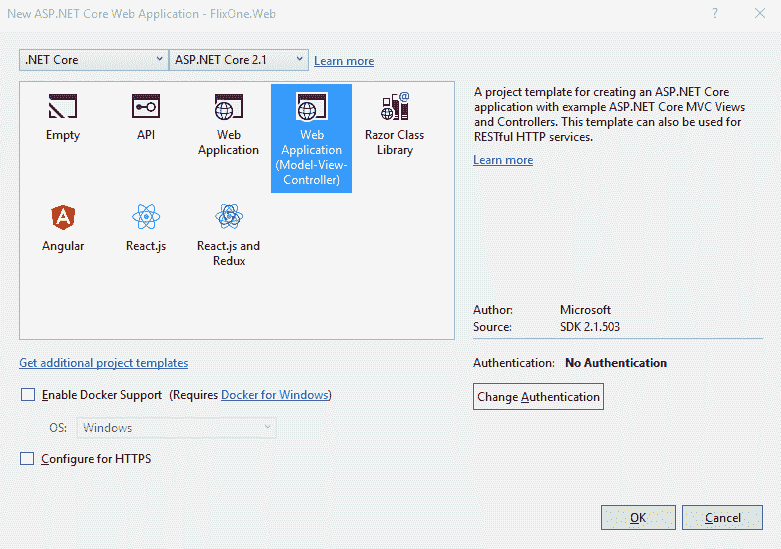 New ASP.NET Core Web Application - FlixOne.Web
?
.NET Core
ASP.NET Core 2.1
Learn more
Empty
API
Web
Application
Web
Application
(Model-View-
Controller)
Razor Class
Library
Angular
React.js
React.js and
Redux
A project template for creating an ASP.NET Core
application with example ASP.NET Core MVC Views
and Controllers. This template can also be used for
RESTful HTTP services.
Learn more
Author: Microsoft
Source: SDK 2.1.503
Get additional project templates
Authentication: No Authentication
Enable Docker Support (Requires Docker for Windows)
Change Authentication
OS: Windows
Configure for HTTPS
OK
Cancel